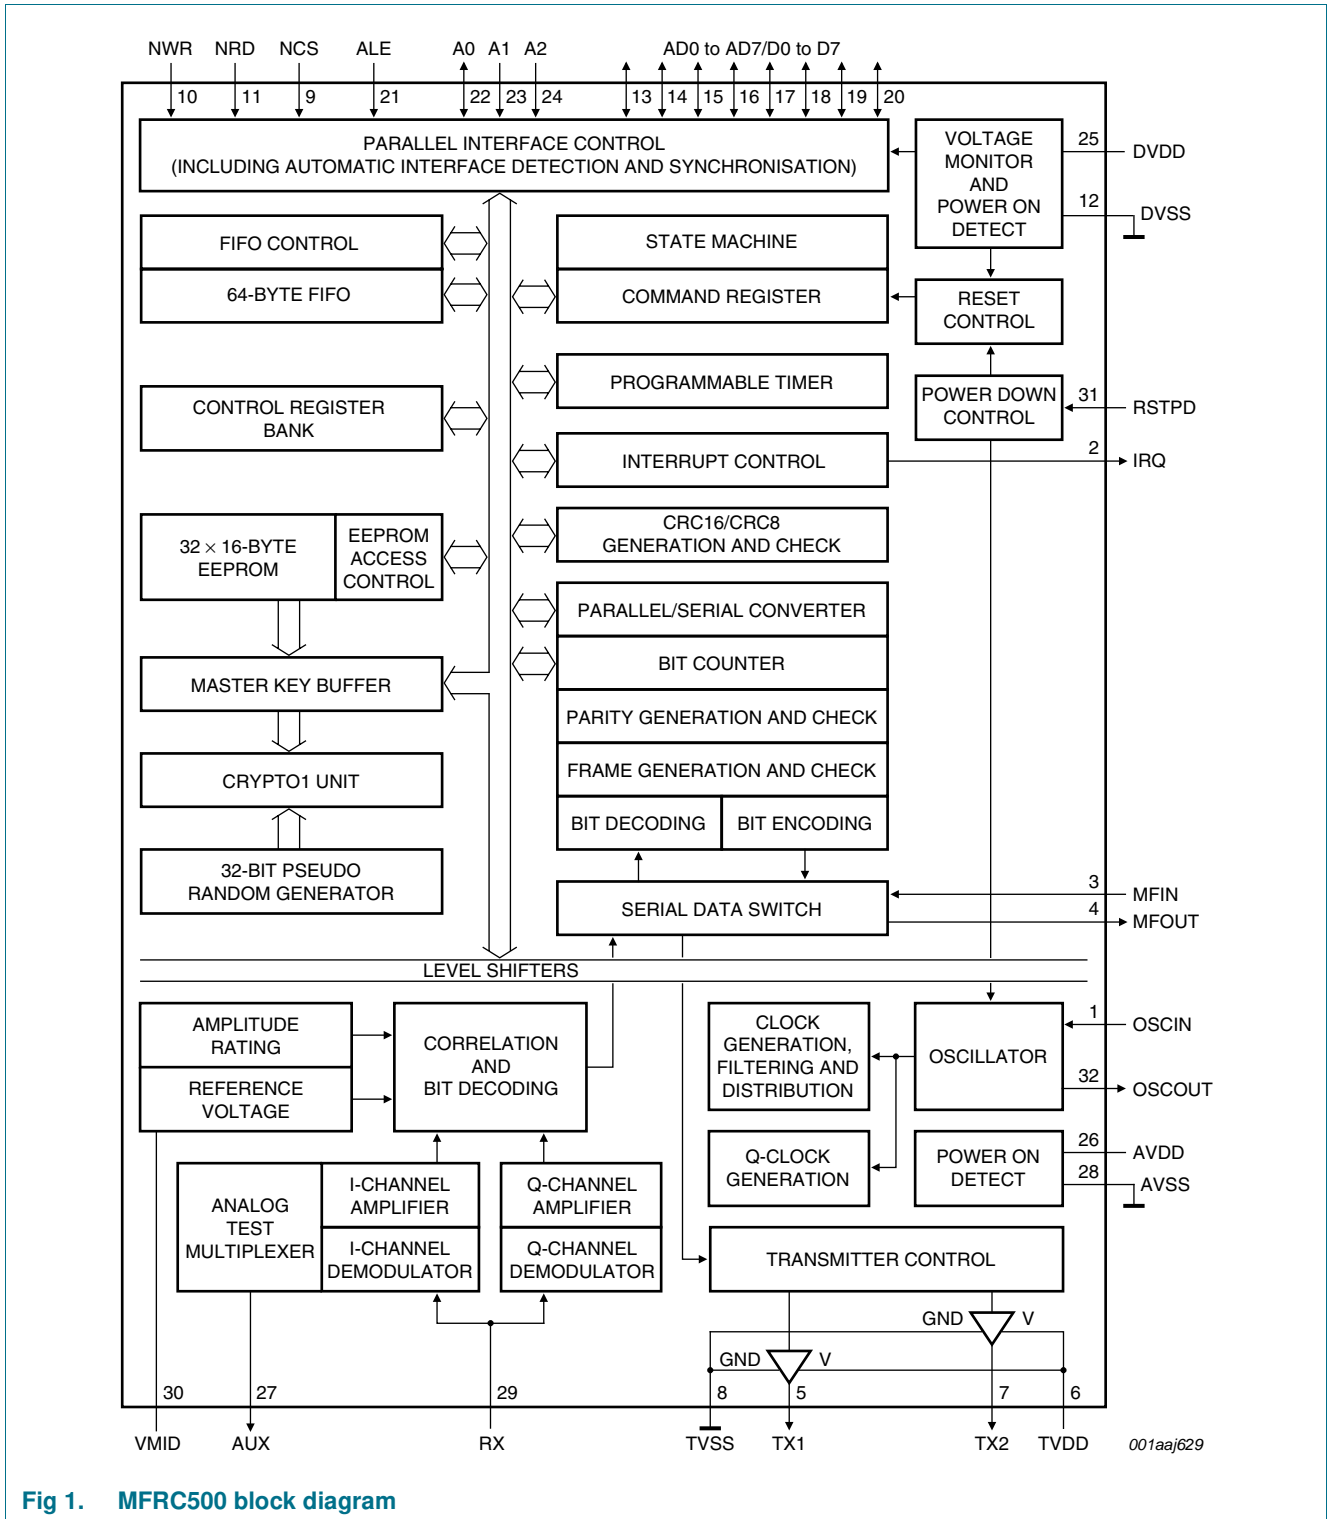 NWR NRD NCS ALE A0 A1 A2 AD0 to AD7/D0 to D7
10 11 9 21 22 23 24 13 14 15 16 17 18 19 20
PARALLEL INTERFACE CONTROL
(INCLUDING AUTOMATIC INTERFACE DETECTION AND SYNCHRONISATION)
VOLTAGE
MONITOR
AND
POWER ON
DETECT
25
DVDD
12
DVSS
FIFO CONTROL
64-BYTE FIFO
STATE MACHINE
COMMAND REGISTER
RESET
CONTROL
PROGRAMMABLE TIMER
CONTROL REGISTER
BANK
POWER DOWN
CONTROL
31
RSTPD
INTERRUPT CONTROL
2
IRQ
32 × 16-BYTE
EEPROM
EEPROM
ACCESS
CONTROL
CRC16/CRC8
GENERATION AND CHECK
PARALLEL/SERIAL CONVERTER
BIT COUNTER
MASTER KEY BUFFER
PARITY GENERATION AND CHECK
FRAME GENERATION AND CHECK
CRYPTO1 UNIT
BIT DECODING
BIT ENCODING
32-BIT PSEUDO
RANDOM GENERATOR
SERIAL DATA SWITCH
3
MFIN
4
MFOUT
LEVEL SHIFTERS
AMPLITUDE
RATING
REFERENCE
VOLTAGE
CORRELATION
AND
BIT DECODING
CLOCK
GENERATION,
FILTERING AND
DISTRIBUTION
OSCILLATOR
1
OSCIN
32
OSCOUT
Q-CLOCK
GENERATION
POWER ON
DETECT
26
AVDD
28
AVSS
ANALOG
TEST
MULTIPLEXER
I-CHANNEL
AMPLIFIER
I-CHANNEL
DEMODULATOR
Q-CHANNEL
AMPLIFIER
Q-CHANNEL
DEMODULATOR
TRANSMITTER CONTROL
GND V
GND V
30 27 29 8 5 7 6
VMID AUX RX TVSS TX1 TX2 TVDD
001aaj629
Fig 1. MFRC500 block diagram